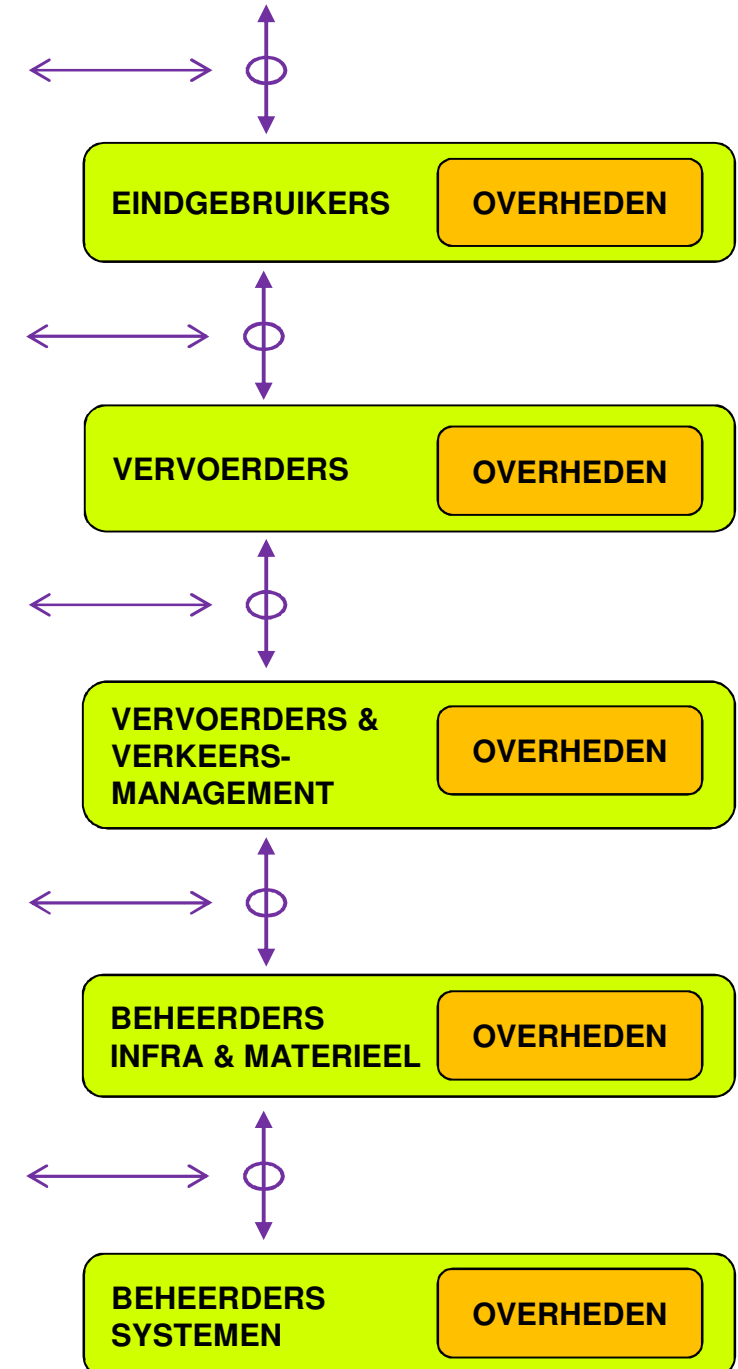 EINDGEBRUIKERS
OVERHEDEN
VERVOERDERS
OVERHEDEN
VERVOERDERS &
VERKEERS-
MANAGEMENT
OVERHEDEN
BEHEERDERS
INFRA & MATERIEEL
OVERHEDEN
BEHEERDERS
SYSTEMEN
OVERHEDEN